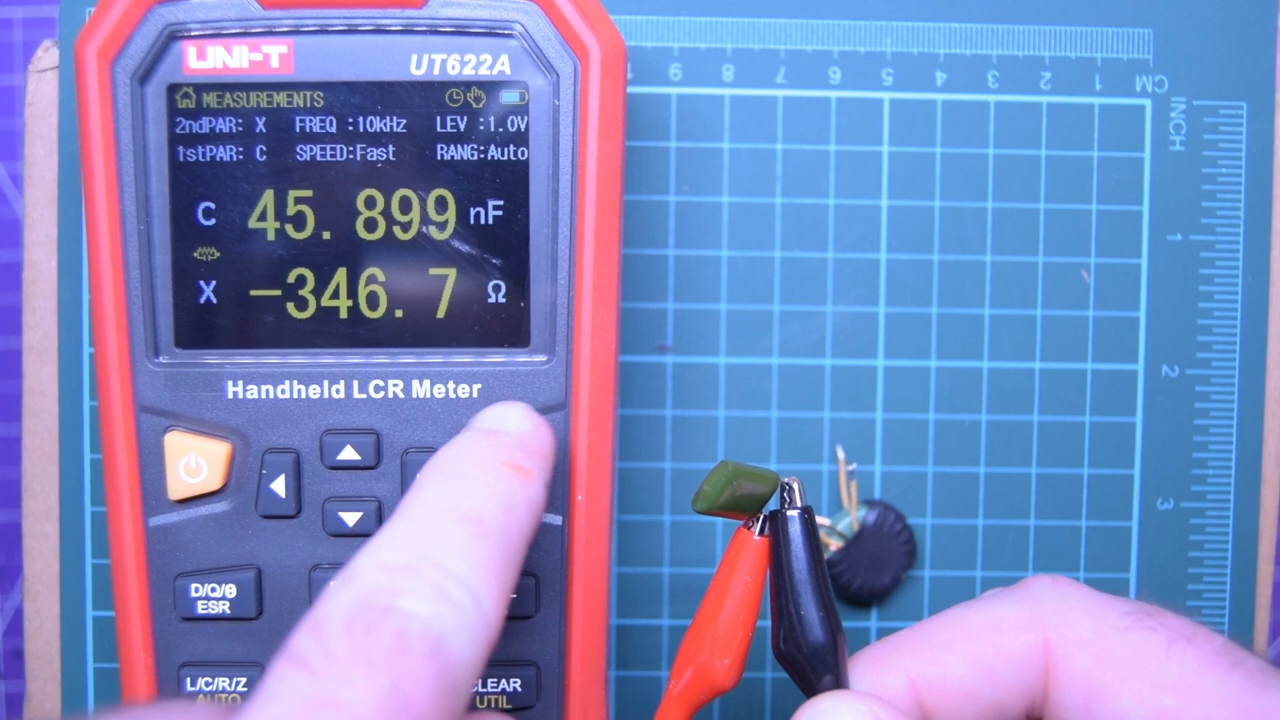 UNI-T UT622A
MEASUREMENTS
2ndPAR: X FREQ :10kHz LEV :1.0V
1stPAR: C SPEED:Fast RANG:Auto
C 45.899 nF
X -346.7 Ω
Handheld LCR Meter
D/Q/θ
ESR
L/C/R/Z
AUTO
CLEAR
UTIL
9 8 7 6 5 4 3 2 1 CM
INCH
1
2
3